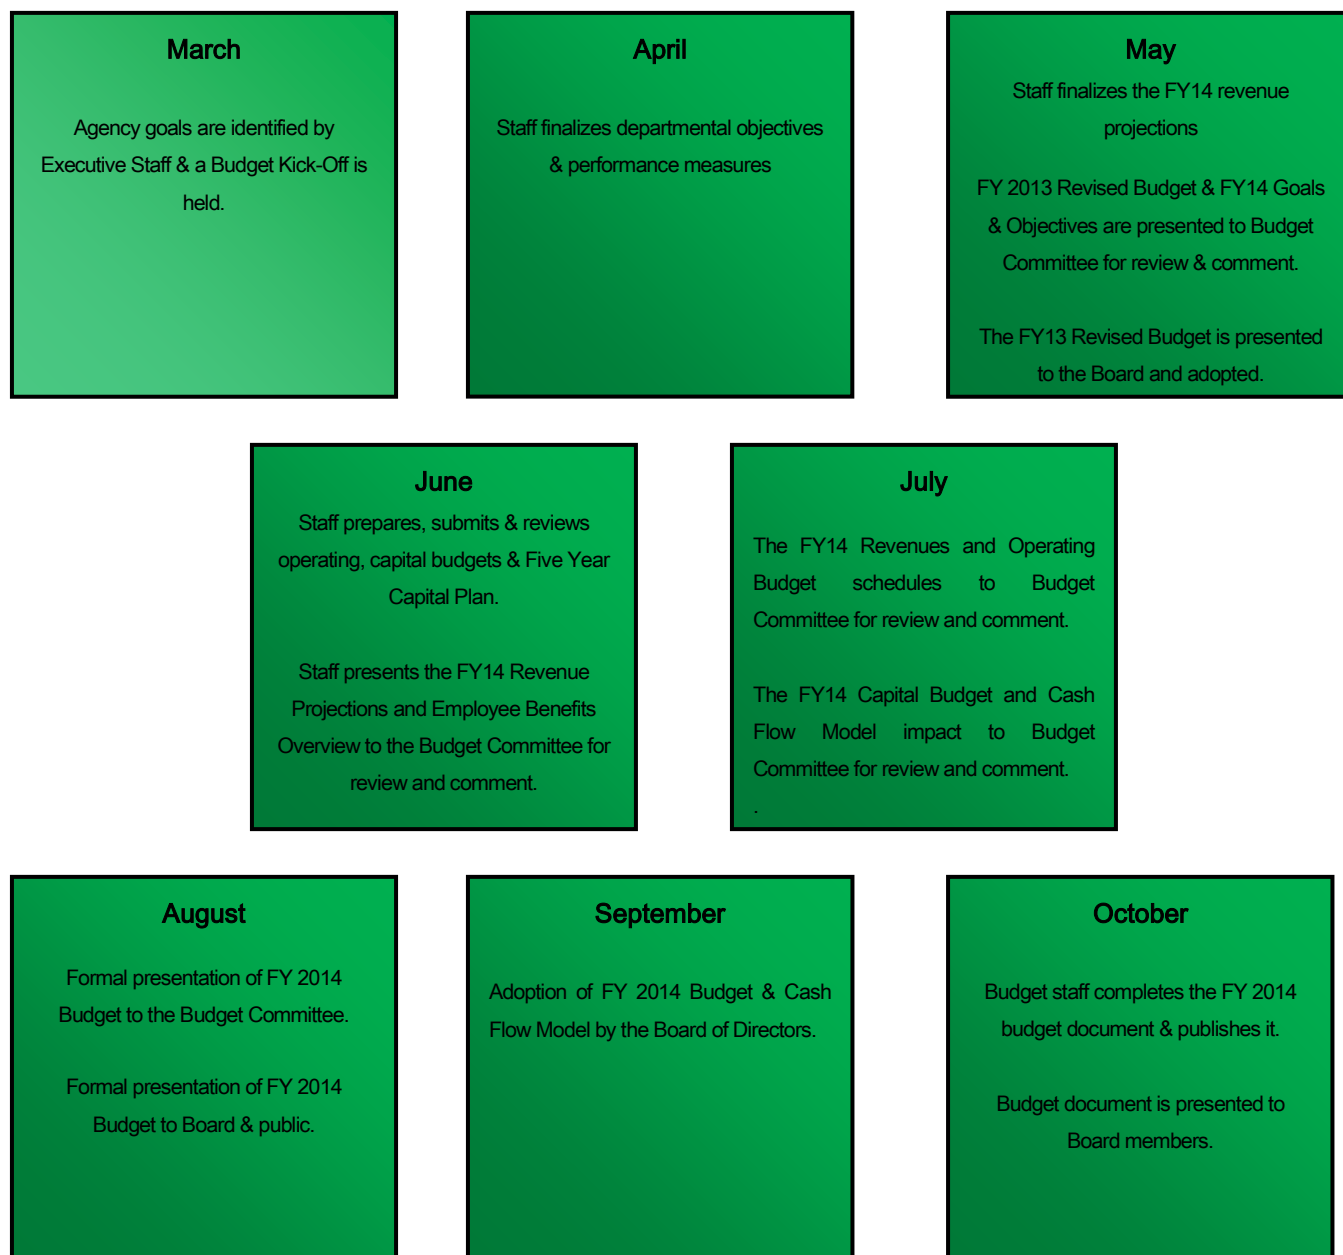 March
Agency goals are identified by
Executive Staff & a Budget Kick-Off is
held.
April
Staff finalizes departmental objectives
& performance measures
May
Staff finalizes the FY14 revenue
projections
FY 2013 Revised Budget & FY14 Goals
& Objectives are presented to Budget
Committee for review & comment.
The FY13 Revised Budget is presented
to the Board and adopted.
June
Staff prepares, submits & reviews
operating, capital budgets & Five Year
Capital Plan.
Staff presents the FY14 Revenue
Projections and Employee Benefits
Overview to the Budget Committee for
review and comment.
July
The FY14 Revenues and Operating
Budget schedules to Budget
Committee for review and comment.
The FY14 Capital Budget and Cash
Flow Model impact to Budget
Committee for review and comment.
.
August
Formal presentation of FY 2014
Budget to the Budget Committee.
Formal presentation of FY 2014
Budget to Board & public.
September
Adoption of FY 2014 Budget & Cash
Flow Model by the Board of Directors.
October
Budget staff completes the FY 2014
budget document & publishes it.
Budget document is presented to
Board members.